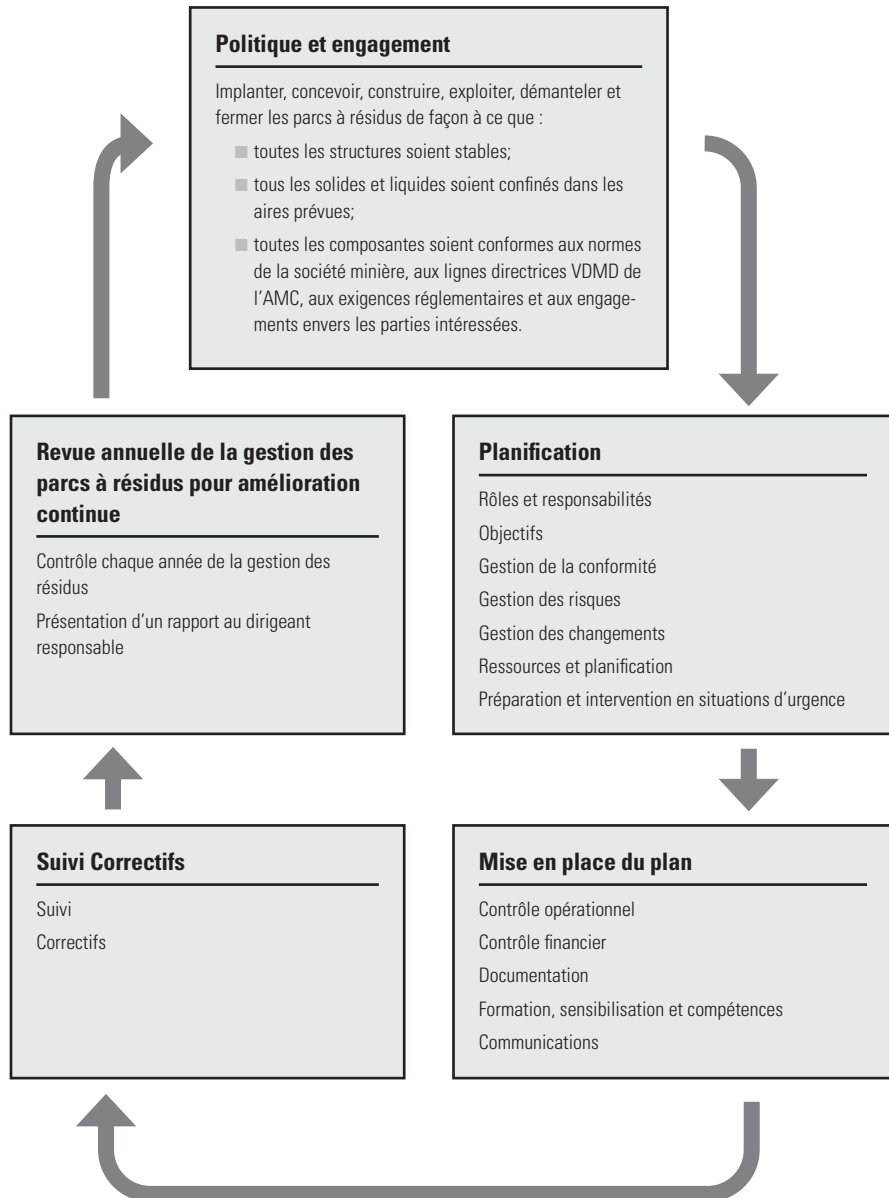 Politique et engagement
Implanter, concevoir, construire, exploiter, démanteler et
fermer les parcs à résidus de façon à ce que :
■ toutes les structures soient stables;
■ tous les solides et liquides soient confinés dans les
aires prévues;
■ toutes les composantes soient conformes aux normes
de la société minière, aux lignes directrices VDMD de
l'AMC, aux exigences réglementaires et aux engage-
ments envers les parties intéressées.
Planification
Rôles et responsabilités
Objectifs
Gestion de la conformité
Gestion des risques
Gestion des changements
Ressources et planification
Préparation et intervention en situations d'urgence
Mise en place du plan
Contrôle opérationnel
Contrôle financier
Documentation
Formation, sensibilisation et compétences
Communications
Suivi Correctifs
Suivi
Correctifs
Revue annuelle de la gestion des
parcs à résidus pour amélioration
continue
Contrôle chaque année de la gestion des
résidus
Présentation d'un rapport au dirigeant
responsable